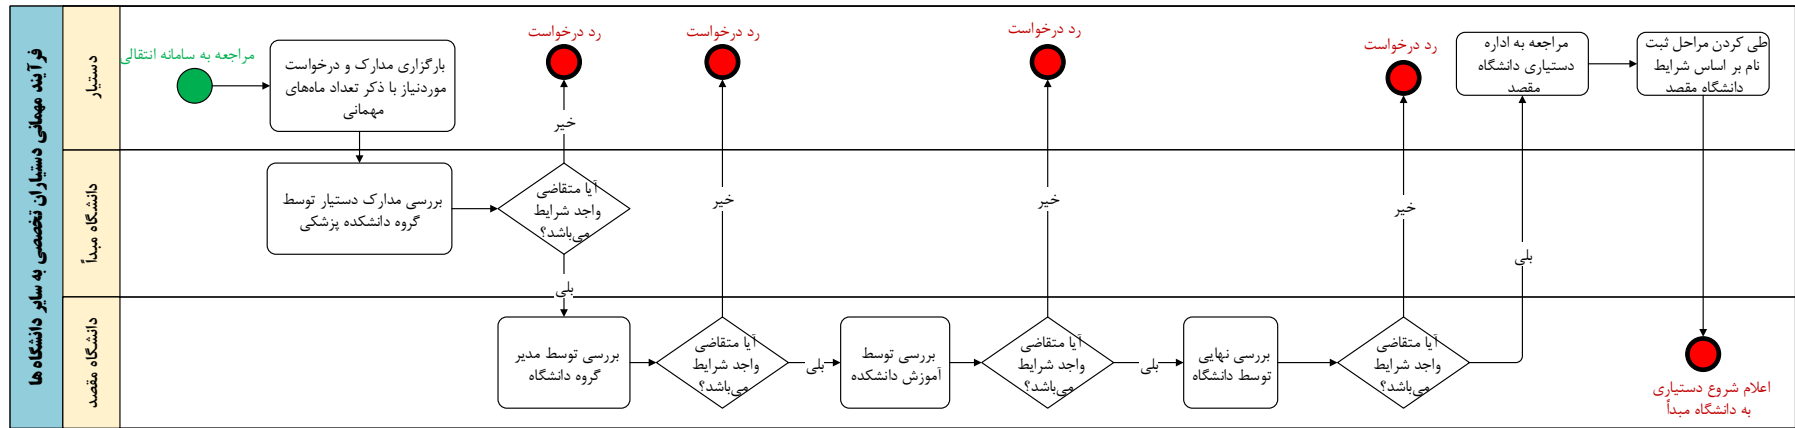 فرآیند مهمانی دستیاران تخصصی به سایر دانشگاه‌ها
دستیار
مراجعه به سامانه انتقالی
بارگزاری مدارک و درخواست
موردنیاز با ذکر تعداد ماه‌های
مهمانی
رد درخواست
خیر
رد درخواست
رد درخواست
رد درخواست
مراجعه به اداره
دستیاری دانشگاه
مقصد
طی کردن مراحل ثبت
نام بر اساس شرایط
دانشگاه مقصد
دانشگاه مبدأ
بررسی مدارک دستیار توسط
گروه دانشکده پزشکی
آیا متقاضی
واجد شرایط
می‌باشد؟
بلی
خیر
خیر
خیر
بلی
دانشگاه مقصد
بررسی توسط مدیر
گروه دانشگاه
آیا متقاضی
واجد شرایط
می‌باشد؟
بلی
بررسی توسط
آموزش دانشکده
آیا متقاضی
واجد شرایط
می‌باشد؟
بلی
بررسی نهایی
توسط دانشگاه
آیا متقاضی
واجد شرایط
می‌باشد؟
اعلام شروع دستیاری
به دانشگاه مبدأ